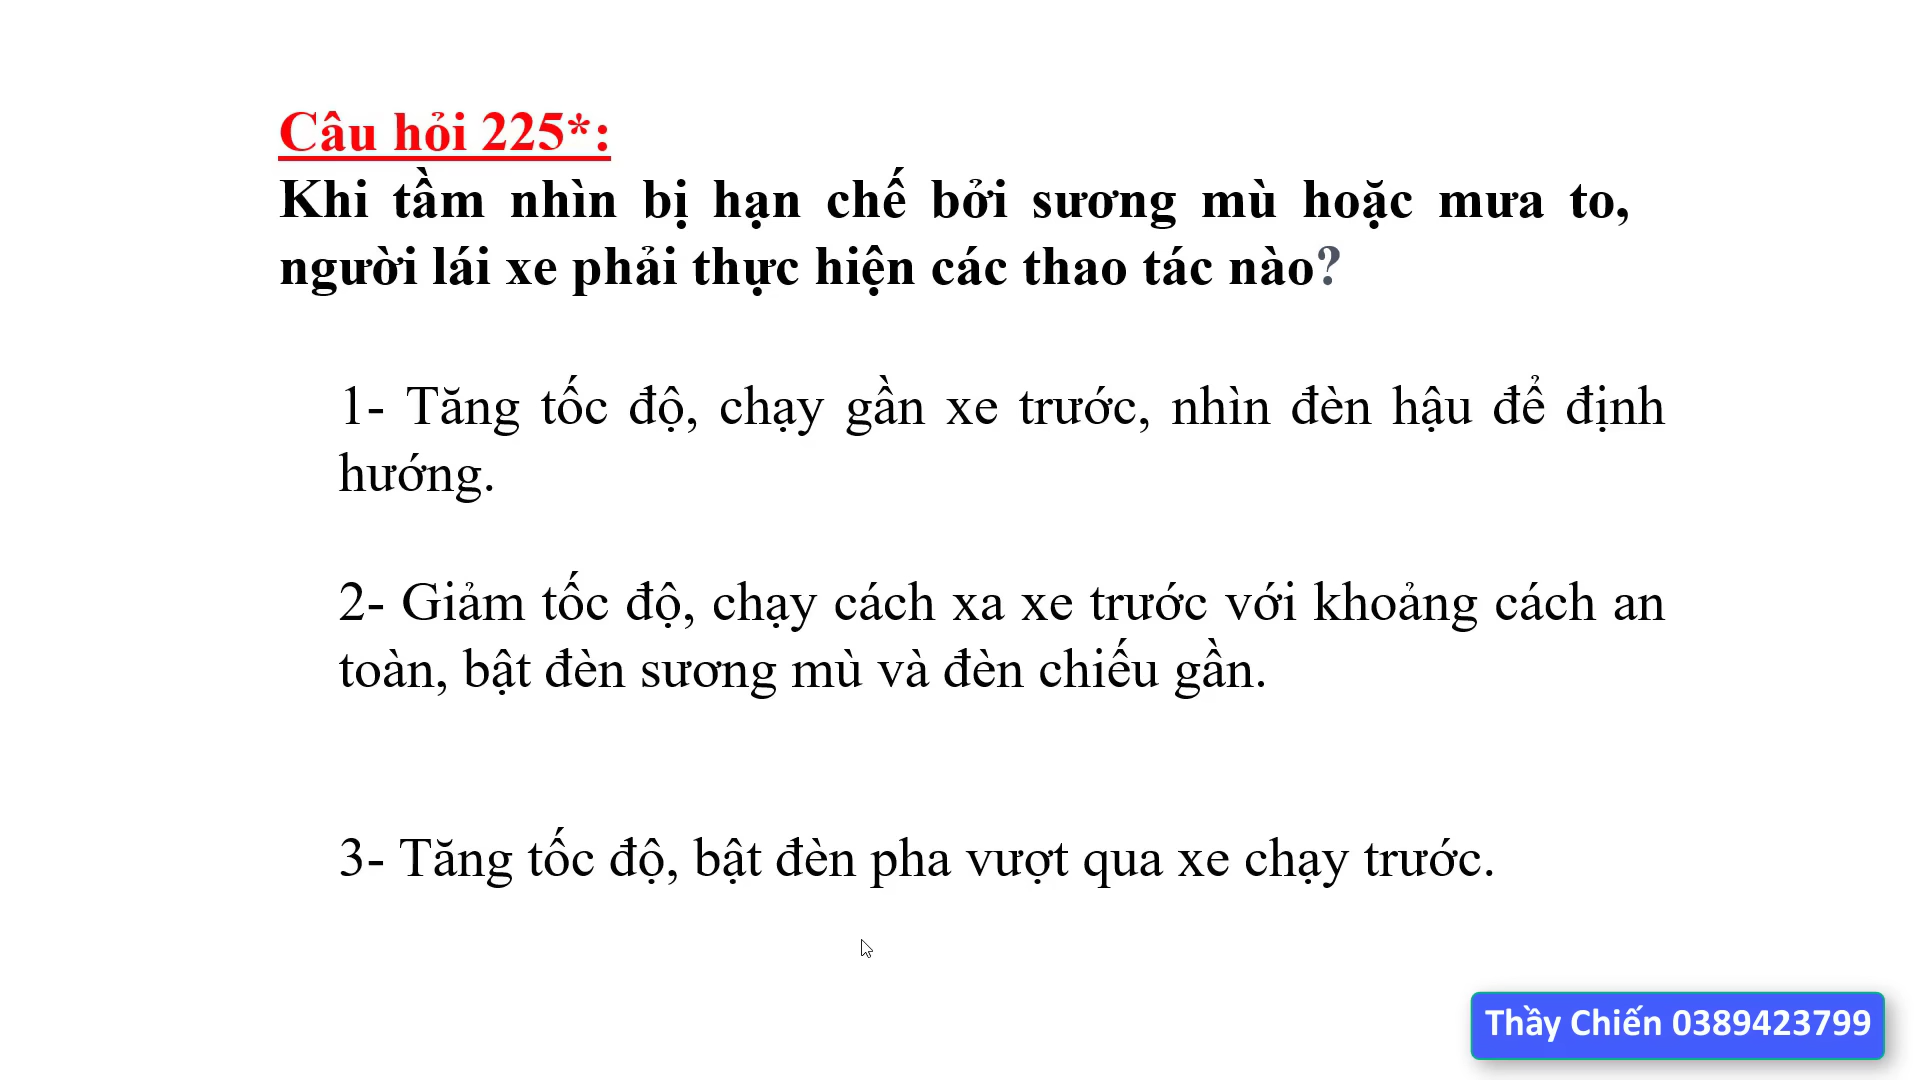 Câu hỏi 225*:
Khi tầm nhìn bị hạn chế bởi sương mù hoặc mưa to,
người lái xe phải thực hiện các thao tác nào?
1- Tăng tốc độ, chạy gần xe trước, nhìn đèn hậu để định
hướng.
2- Giảm tốc độ, chạy cách xa xe trước với khoảng cách an
toàn, bật đèn sương mù và đèn chiếu gần.
3- Tăng tốc độ, bật đèn pha vượt qua xe chạy trước.
Thầy Chiến 0389423799